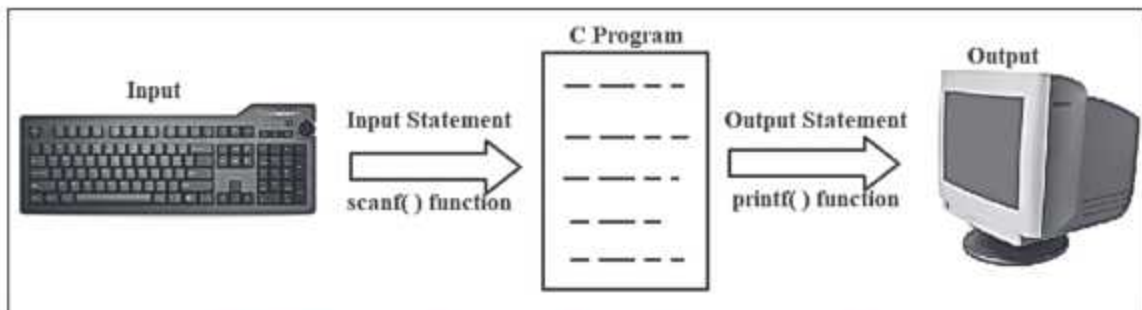 C Program
Output
Input
Input Statement
Output Statement
scanf( ) function
printf( ) function